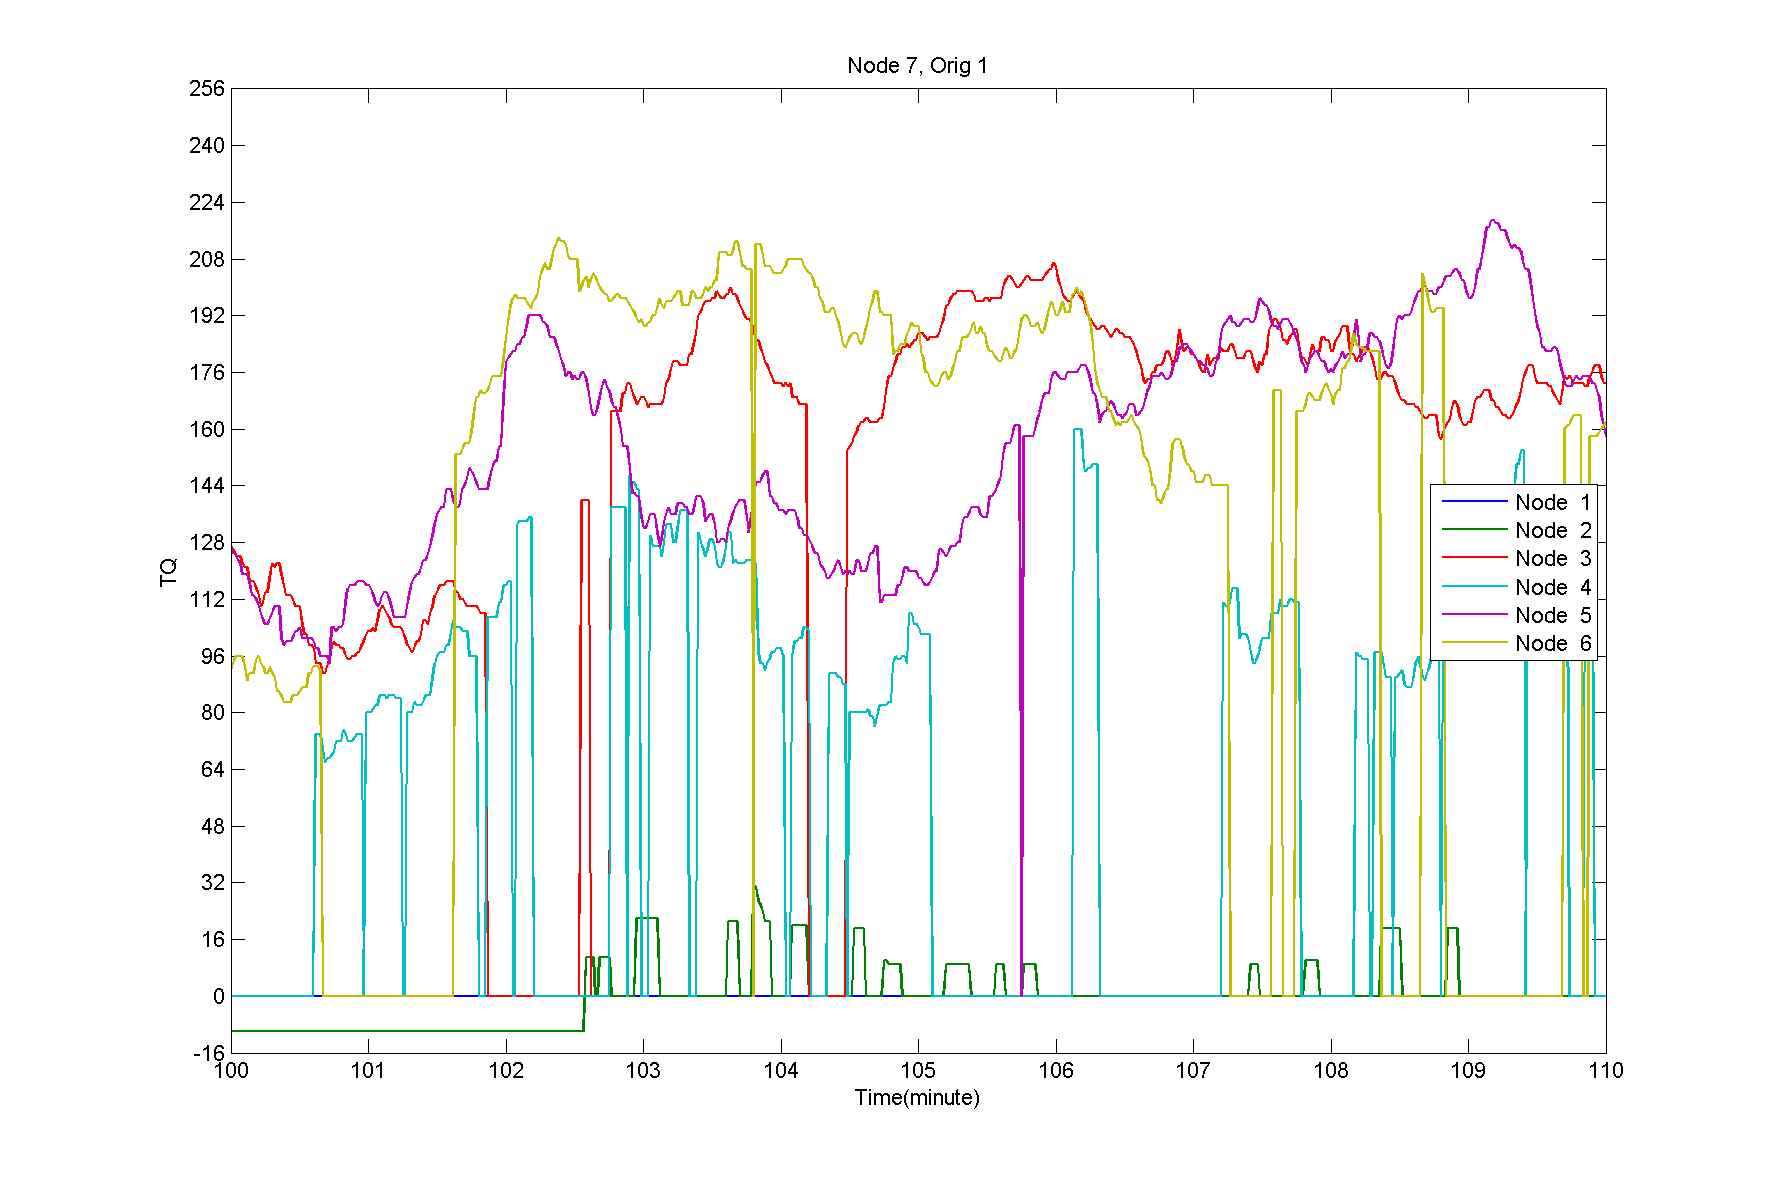 Node 7, Orig 1
256
240
224
208
192
176
160
144
128
112
96
80
64
48
32
16
0
-16
TQ
Node 1
Node 2
Node 3
Node 4
Node 5
Node 6
100 101 102 103 104 105 106 107 108 109 110
Time(minute)